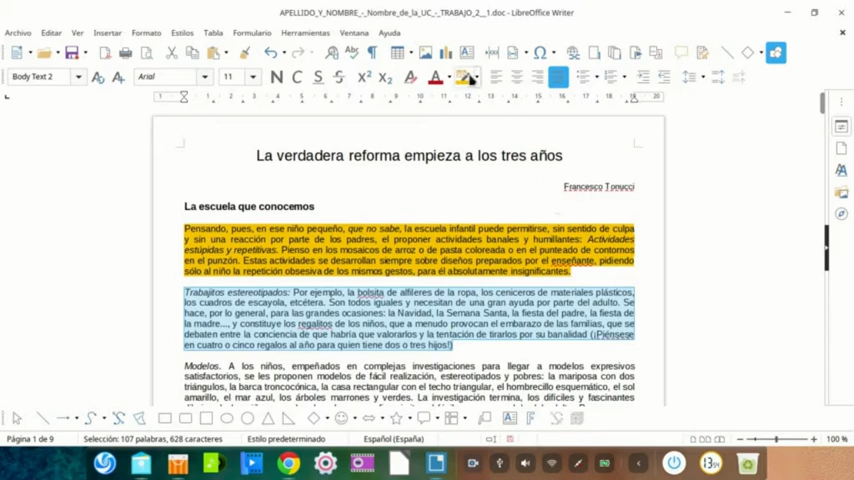 APELLIDO_Y_NOMBRE_-_Nombre_de_la_UC_-_TRABAJO_2__1.doc - LibreOffice Writer
Archivo Editar Ver Insertar Formato Estilos Tabla Formulario Herramientas Ventana Ayuda
Body Text 2 Arial 11
La verdadera reforma empieza a los tres años
Francesco Tonucci
La escuela que conocemos
Pensando, pues, en ese niño pequeño, que no sabe, la escuela infantil puede permitirse, sin sentido de culpa
y sin una reacción por parte de los padres, el proponer actividades banales y humillantes: Actividades
estúpidas y repetitivas. Pienso en los mosaicos de arroz o de pasta coloreada o en el punteado de contornos
en el punzón. Estas actividades se desarrollan siempre sobre diseños preparados por el enseñante, pidiendo
sólo al niño la repetición obsesiva de los mismos gestos, para él absolutamente insignificantes.
Trabajitos estereotipados: Por ejemplo, la bolsita de alfileres de la ropa, los ceniceros de materiales plásticos,
los cuadros de escayola, etcétera. Son todos iguales y necesitan de una gran ayuda por parte del adulto. Se
hace, por lo general, para las grandes ocasiones: la Navidad, la Semana Santa, la fiesta del padre, la fiesta de
la madre..., y constituye los regalitos de los niños, que a menudo provocan el embarazo de las familias, que se
debaten entre la conciencia de que habría que valorarlos y la tentación de tirarlos por su banalidad (¡Piénsese
en cuatro o cinco regalos al año para quien tiene dos o tres hijos!)
Modelos. A los niños, empeñados en complejas investigaciones para llegar a modelos expresivos
satisfactorios, se les proponen modelos de fácil realización, estereotipados y pobres: la mariposa con dos
triángulos, la barca troncocónica, la casa rectangular con el techo triangular, el hombrecillo esquemático, el sol
amarillo, el mar azul, los árboles marrones y verdes. La investigación termina, los difíciles y fascinantes
Página 1 de 9 Selección: 107 palabras, 628 caracteres Estilo predeterminado Español (España) 100 %